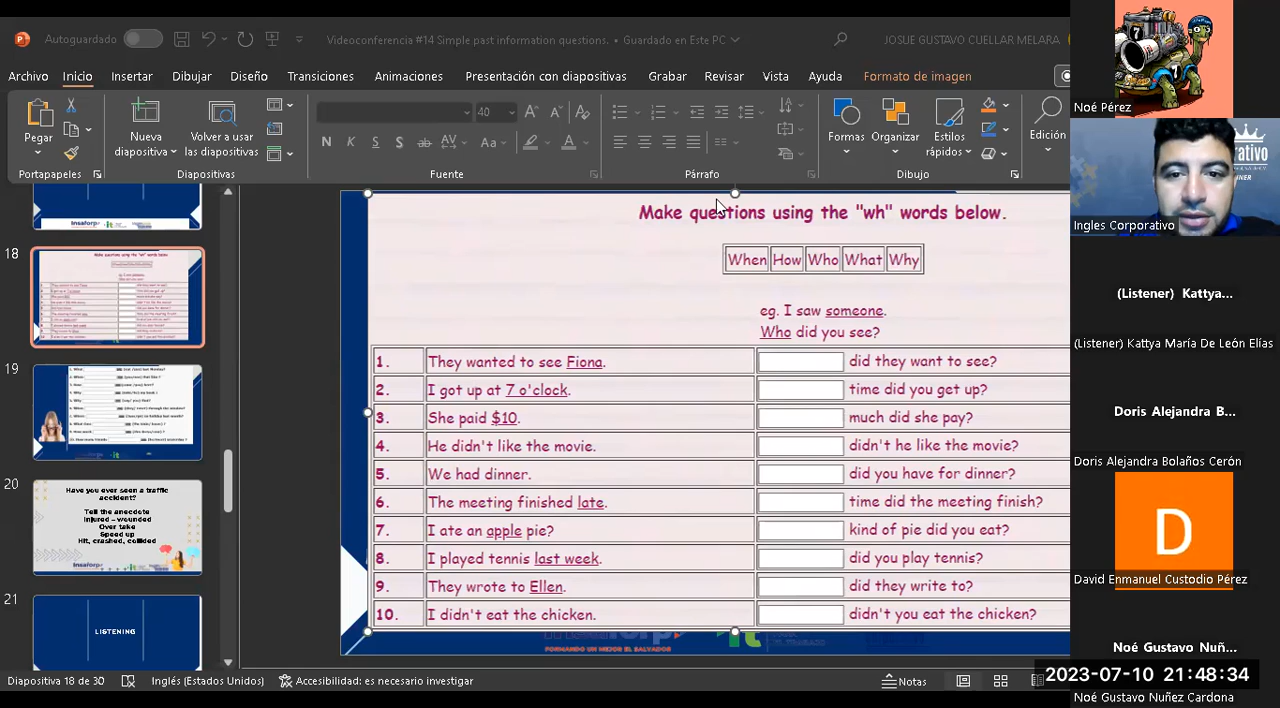 Autoguardado
Videoconferencia #14 simple past information questions. • Guardado en Este PC
JOSUE GUSTAVO CUELLAR MELARA
Archivo Inicio Insertar Dibujar Diseño Transiciones Animaciones Presentación con diapositivas Grabar Revisar Vista Ayuda Formato de imagen
Pegar
Nueva diapositiva
Volver a usar las diapositivas
40
Formas
Organizar
Estilos rápidos
Edición
Portapapeles
Diapositivas
Fuente
Párrafo
Dibujo
18
19
20
Have you ever seen a traffic
accident?
Tell the anecdote
Injured - wounded
Over take
Speed up
Hit, crashed, collided
21
LISTENING
Make questions using the "wh" words below.
When How Who What Why
eg. I saw someone.
Who did you see?
1. They wanted to see Fiona. did they want to see?
2. I got up at 7 o'clock. time did you get up?
3. She paid $10 much did she pay?
4. He didn't like the movie. didn't he like the movie?
5. We had dinner. did you have for dinner?
6. The meeting finished late. time did the meeting finish?
7. I ate an apple pie? kind of pie did you eat?
8. I played tennis last week. did you play tennis?
9. They wrote to Ellen. did they write to?
10. I didn't eat the chicken. didn't you eat the chicken?
FORMANDO UN MEJOR EL SALVADOR
Diapositiva 18 de 30
Inglés (Estados Unidos)
Accesibilidad: es necesario investigar
Notas
Noé Pérez
Ingles Corporativo
(Listener) Kattya...
(Listener) Kattya María De León Elías
Doris Alejandra B...
Doris Alejandra Bolaños Cerón
D
David Enmanuel Custodio Pérez
Noé Gustavo Nuñ...
2023-07-10 21:48:34
Noé Gustavo Nuñez Cardona